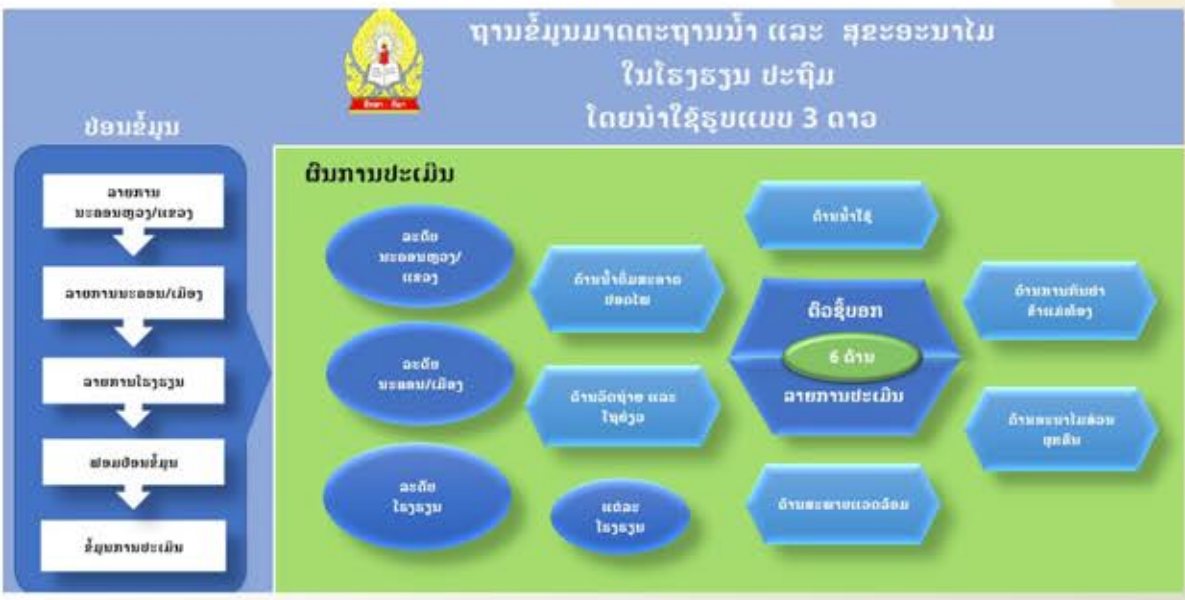 ຖານຂໍ້ມູນມາດຕະຖານນ້ຳ ແລະ ສຸຂະອະນາໄມ
ໃນໂຮງຮຽນ ປະຖົມ
ໂດຍນຳໃຊ້ຮູບແບບ 3 ດາວ
ປ້ອນຂໍ້ມູນ
ລາຍການ
ນະຄອນຫຼວງ/ແຂວງ
ລາຍການນະຄອນ/ເມືອງ
ລາຍການໂຮງຮຽນ
ຟອມປ້ອນຂໍ້ມູນ
ຂໍ້ມູນການປະເມີນ
ຜົນການປະເມີນ
ລະດັບ
ນະຄອນຫຼວງ/
ແຂວງ
ລະດັບ
ນະຄອນ/ເມືອງ
ລະດັບ
ໂຮງຮຽນ
ດ້ານນ້ຳດື່ມສະອາດ
ປອດໄພ
ດ້ານວິດຖ່າຍ ແລະ
ໂຖຍ່ຽວ
ແຕ່ລະ
ໂຮງຮຽນ
ດ້ານນ້ຳໃຊ້
ຕົວຊີ້ບອກ
6 ດ້ານ
ລາຍການປະເມີນ
ດ້ານສະພາບແວດລ້ອມ
ດ້ານການກິນຢາ
ຂ້າແມ່ທ້ອງ
ດ້ານອະນາໄມສ່ວນ
ບຸກຄົນ